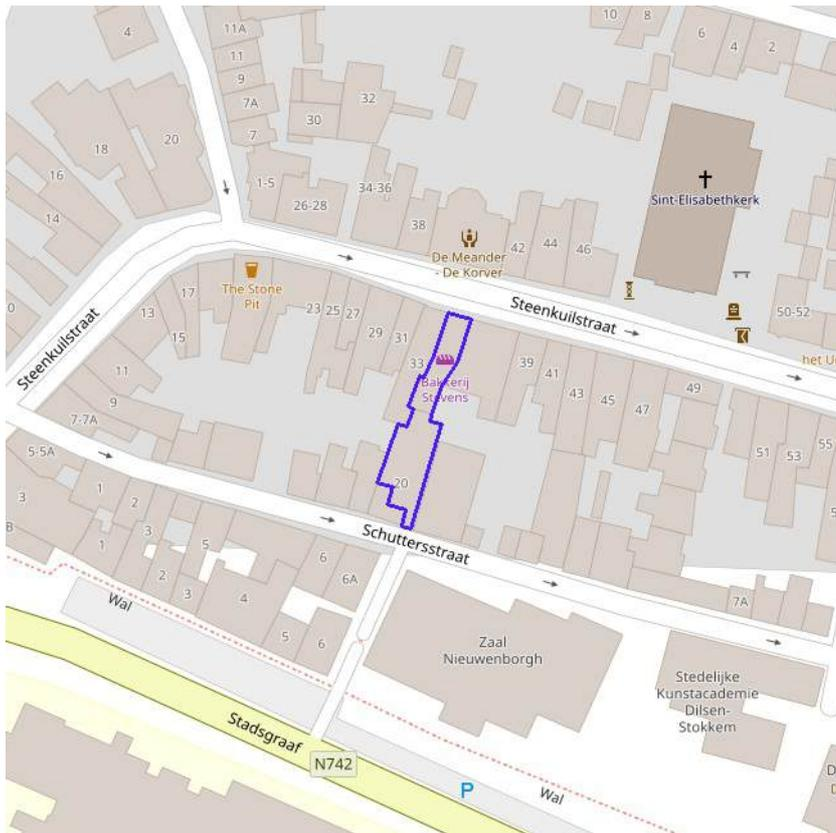 10
8
4
11A
6
4
2
11
9
7A
32
18
20
30
7
16
1-5
34-36
14
26-28
38
Sint-Elisabethkerk
De Meander
- De Korver
42
44
46
The Stone
Pit
17
13
15
23
25
27
29
31
33
Bakkerij
Stevens
Steenkuilstraat
Steenkuilstraat
50-52
39
41
43
45
47
49
51
53
55
11
9
7-7A
5-5A
20
3
1
2
3
5
1
2
3
4
5
6
6
6A
Schuttersstraat
7A
Wal
Zaal
Nieuwenborgh
Stedelijke
Kunstacademie
Dilsen-
Stokkem
Stadsgraaf
N742
P
Wal